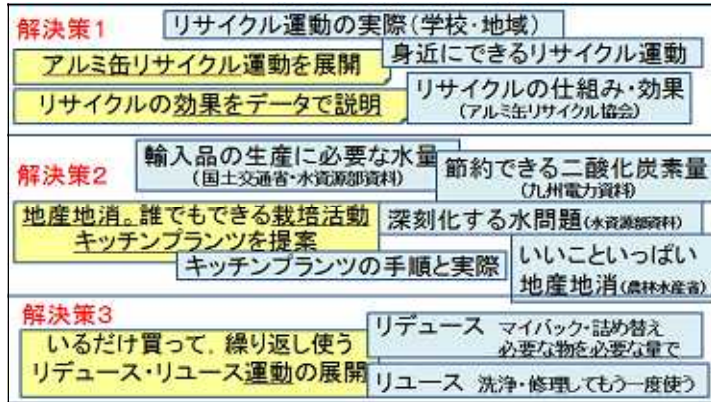 解決策1
リサイクル運動の実際(学校・地域)
身近にできるリサイクル運動
アルミ缶リサイクル運動を展開
リサイクルの仕組み・効果
(アルミ缶リサイクル協会)
リサイクルの効果をデータで説明
解決策2
輸入品の生産に必要な水量
(国土交通省・水資源部資料)
節約できる二酸化炭素量
(九州電力資料)
地産地消。誰でもできる栽培活動
キッチンプランツを提案
深刻化する水問題(水資源部資料)
キッチンプランツの手順と実際
いいこといっぱい
地産地消(農林水産省)
解決策3
いるだけ買って,繰り返し使う
リデュース・リユース運動の展開
リデュース マイバック・詰め替え
必要な物を必要な量で
リユース 洗浄・修理してもう一度使う